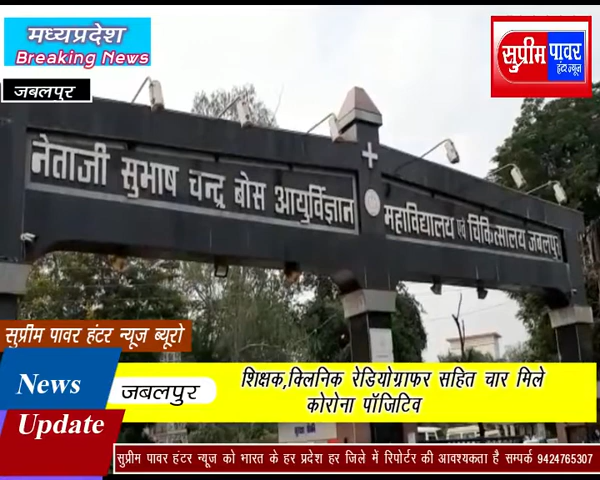 मध्यप्रदेश
Breaking News
जबलपुर
सुप्रीम पावर
हंटर न्यूज
नेताजी सुभाष चन्द्र बोस आयुर्विज्ञान
महाविद्यालय एवं चिकित्सालय जबलपुर
सुप्रीम पावर हंटर न्यूज ब्यूरो
News
Update
जबलपुर
शिक्षक,क्लिनिक रेडियोग्राफर सहित चार मिले
कोरोना पॉजिटिव
सुप्रीम पावर हंटर न्यूज को भारत के हर प्रदेश हर जिले में रिपोर्टर की आवश्यकता है सम्पर्क 9424765307